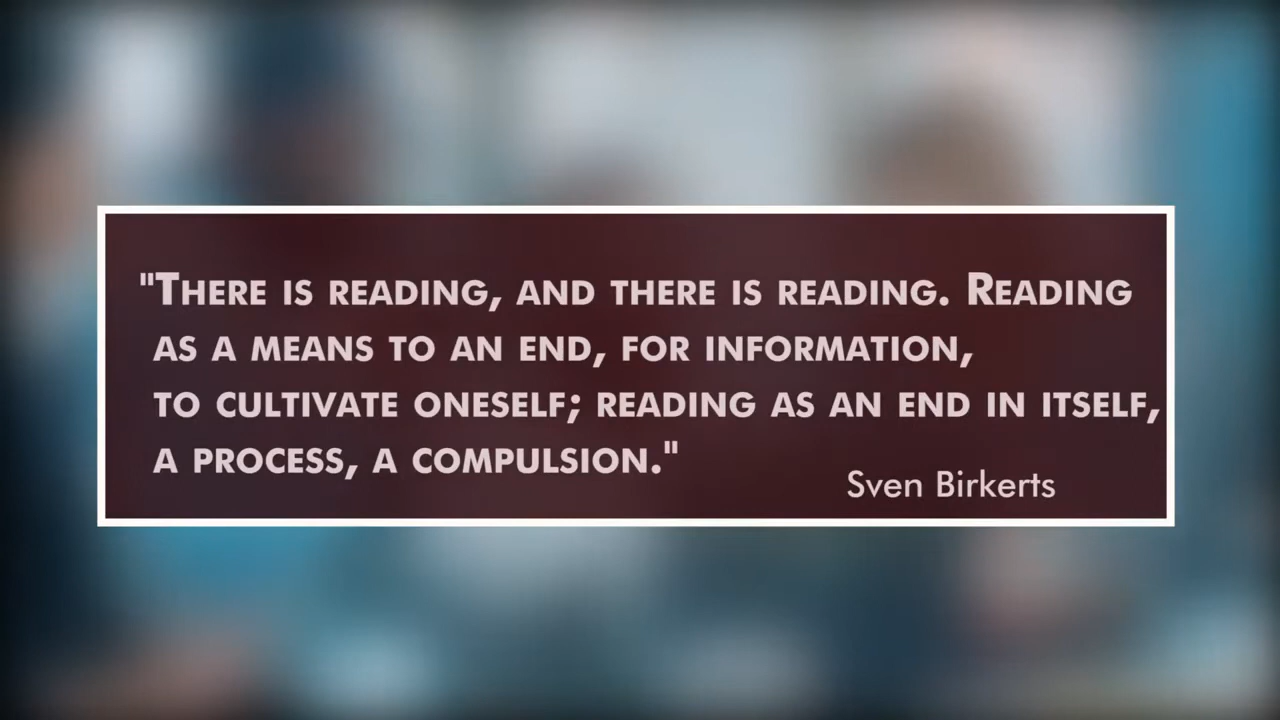 "There is reading, and there is reading. Reading
as a means to an end, for information,
to cultivate oneself; reading as an end in itself,
a process, a compulsion."
Sven Birkerts